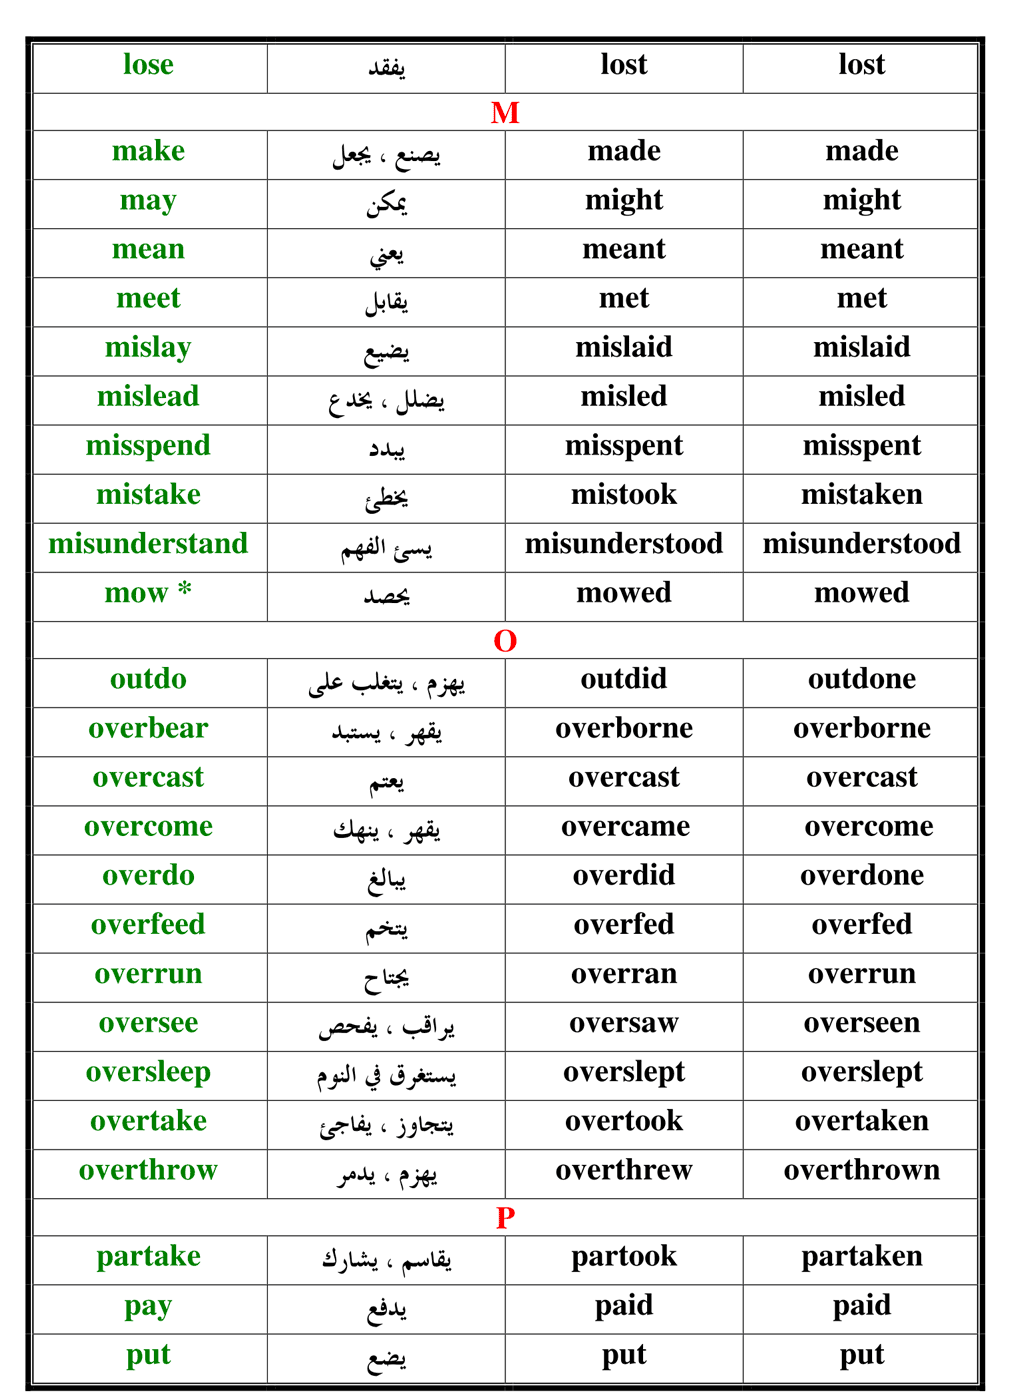 lose يفقد lost lost
M
make يصنع ، يجعل made made
may يمكن might might
mean يعني meant meant
meet يقابل met met
mislay يضيع mislaid mislaid
mislead يضلل ، يخدع misled misled
misspend يبدد misspent misspent
mistake يخطئ mistook mistaken
misunderstand يسئ الفهم misunderstood misunderstood
mow * يحصد mowed mowed
O
outdo يهزم ، يتغلب على outdid outdone
overbear يقهر ، يستبد overborne overborne
overcast يعتم overcast overcast
overcome يقهر ، ينهك overcame overcome
overdo يبالغ overdid overdone
overfeed يتخم overfed overfed
overrun يجتاح overran overrun
oversee يراقب ، يفحص oversaw overseen
oversleep يستغرق في النوم overslept overslept
overtake يتجاوز ، يفاجئ overtook overtaken
overthrow يهزم ، يدمر overthrew overthrown
P
partake يقاسم ، يشارك partook partaken
pay يدفع paid paid
put يضع put put